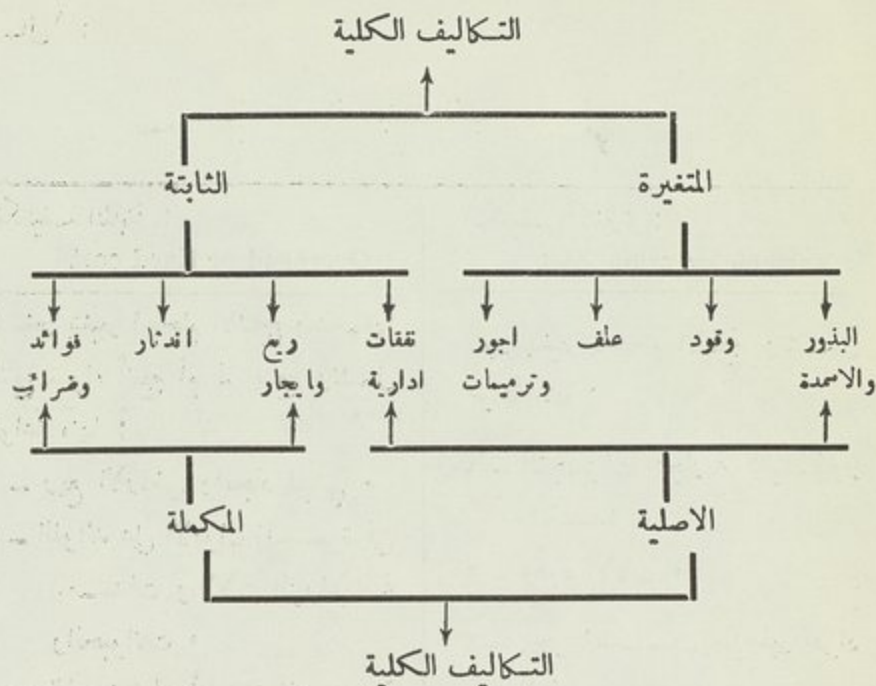 التكاليف الكلية
المتغيرة الثابتة
البذور وقود علف اجور نفقات ريع اندثار فوائد
والاسمدة وترميمات ادارية وايجار وضرائب
الاصلية المكملة
التكاليف الكلية